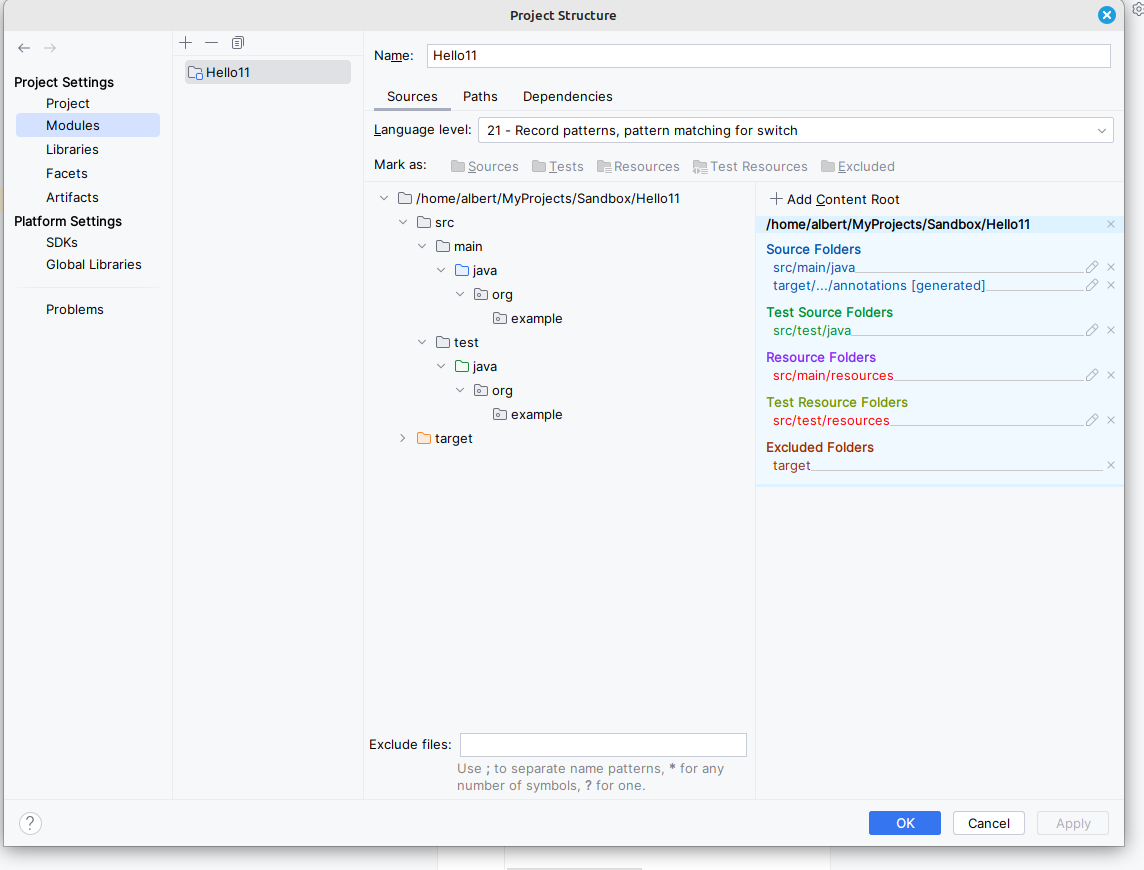 Project Structure
Project Settings
Project
Modules
Libraries
Facets
Artifacts
Platform Settings
SDKs
Global Libraries
Problems
Hello11
Name: Hello11
Sources Paths Dependencies
Language level: 21 - Record patterns, pattern matching for switch
Mark as: Sources Tests Resources Test Resources Excluded
/home/albert/MyProjects/Sandbox/Hello11
src
main
java
org
example
test
java
org
example
target
Exclude files:
Use ; to separate name patterns, * for any
number of symbols, ? for one.
Add Content Root
/home/albert/MyProjects/Sandbox/Hello11
Source Folders
src/main/java
target/.../annotations [generated]
Test Source Folders
src/test/java
Resource Folders
src/main/resources
Test Resource Folders
src/test/resources
Excluded Folders
target
?
OK Cancel Apply